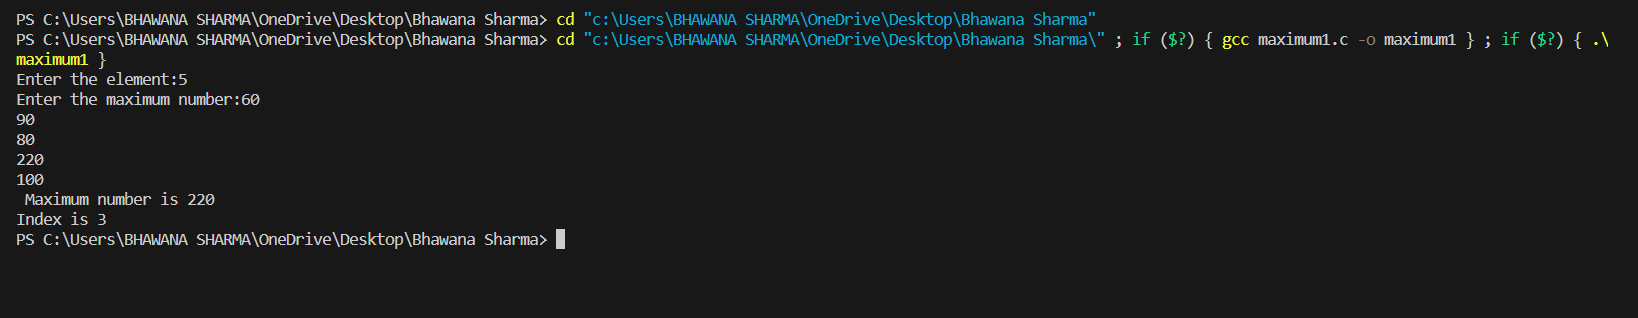 PS C:\Users\BHAWANA SHARMA\OneDrive\Desktop\Bhawana Sharma> cd "c:\Users\BHAWANA SHARMA\OneDrive\Desktop\Bhawana Sharma"
PS C:\Users\BHAWANA SHARMA\OneDrive\Desktop\Bhawana Sharma> cd "c:\Users\BHAWANA SHARMA\OneDrive\Desktop\Bhawana Sharma\" ; if ($?) { gcc maximum1.c -o maximum1 } ; if ($?) { .\
maximum1 }
Enter the element:5
Enter the maximum number:60
90
80
220
100
 Maximum number is 220
Index is 3
PS C:\Users\BHAWANA SHARMA\OneDrive\Desktop\Bhawana Sharma>